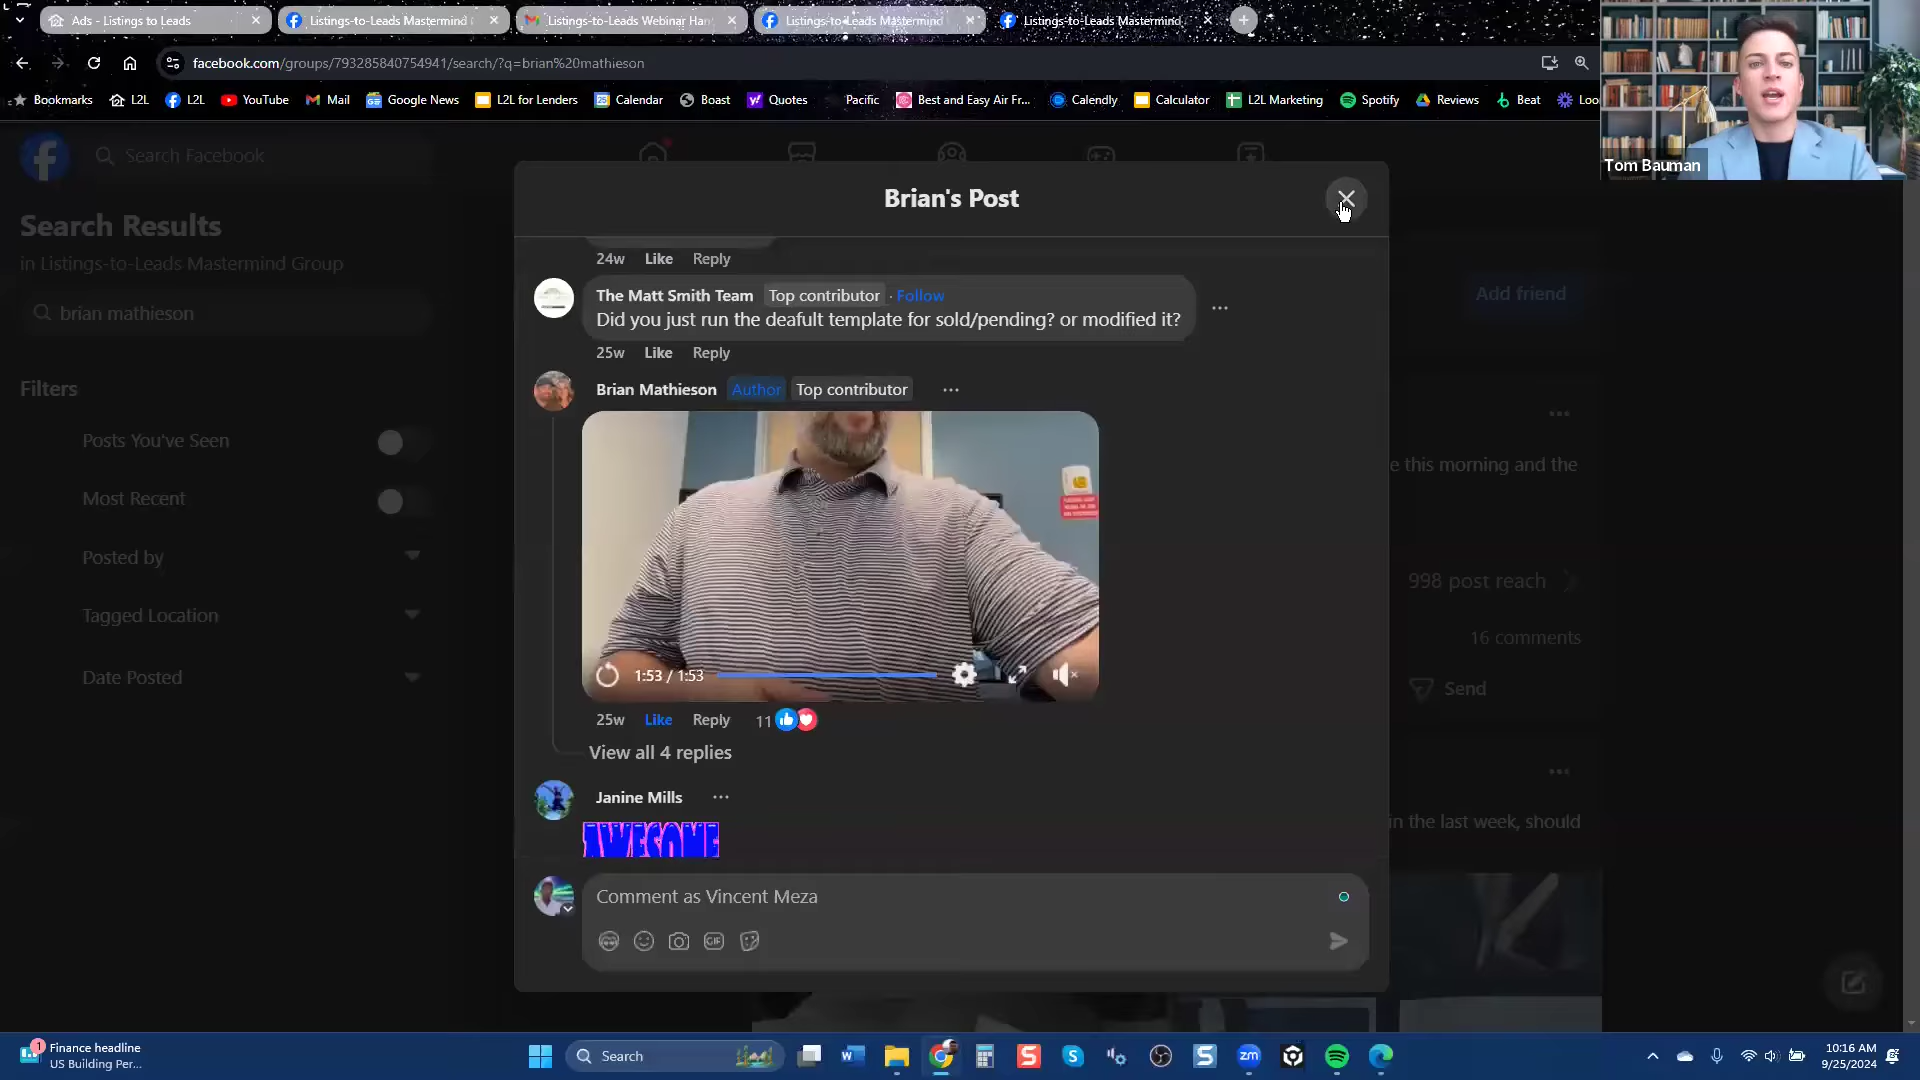 Ads - Listings to Leads
Listings-to-Leads Mastermind
Listings-to-Leads Webinar Han
Listings-to-Leads Mastermind
Listings-to-Leads Mastermind
facebook.com/groups/793285840754941/search/?q=brian%20mathieson
Bookmarks
L2L
L2L
YouTube
Mail
Google News
L2L for Lenders
Calendar
Boast
Quotes
Pacific
Best and Easy Air Fr...
Calendly
Calculator
L2L Marketing
Spotify
Reviews
Beat
Loo
Tom Bauman
Search Facebook
Search Results
in Listings-to-Leads Mastermind Group
brian mathieson
Filters
Posts You've Seen
Most Recent
Posted by
Tagged Location
Date Posted
Brian's Post
24w Like Reply
The Matt Smith Team Top contributor · Follow
Did you just run the deafult template for sold/pending? or modified it?
25w Like Reply
Brian Mathieson Author Top contributor
1:53 / 1:53
25w Like Reply 11
View all 4 replies
Janine Mills
AWESOME
Comment as Vincent Meza
GIF
Add friend
e this morning and the
998 post reach
16 comments
Send
in the last week, should
1
Finance headline
US Building Per...
Search
zm
10:16 AM
9/25/2024